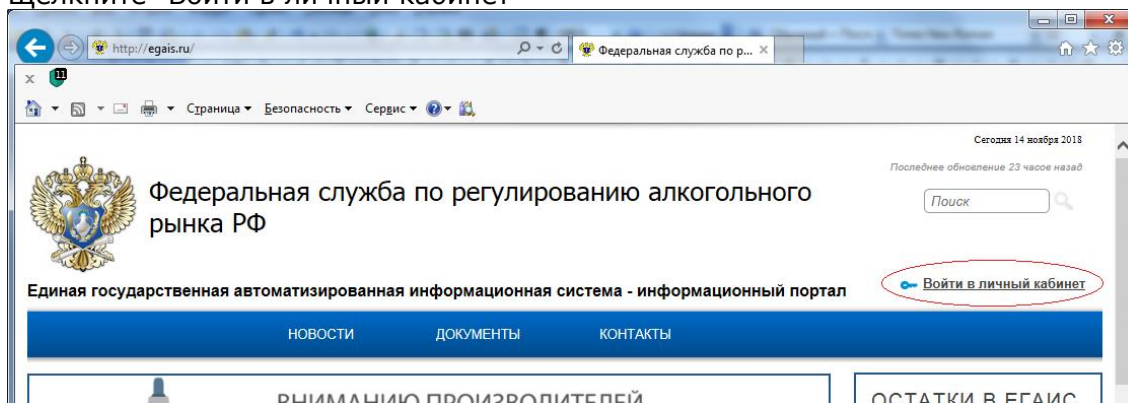 Щелкните "Войти в личный кабинет"
http://egais.ru/
Федеральная служба по р...
11
Страница Безопасность Сервис
Сегодня 14 ноября 2018
Последнее обновление 23 часов назад
Федеральная служба по регулированию алкогольного
рынка РФ
Поиск
Единая государственная автоматизированная информационная система - информационный портал
Войти в личный кабинет
НОВОСТИ ДОКУМЕНТЫ КОНТАКТЫ
ВНИМАНИЮ ПРОИЗВОДИТЕЛЕЙ
ОСТАТКИ В ЕГАИС